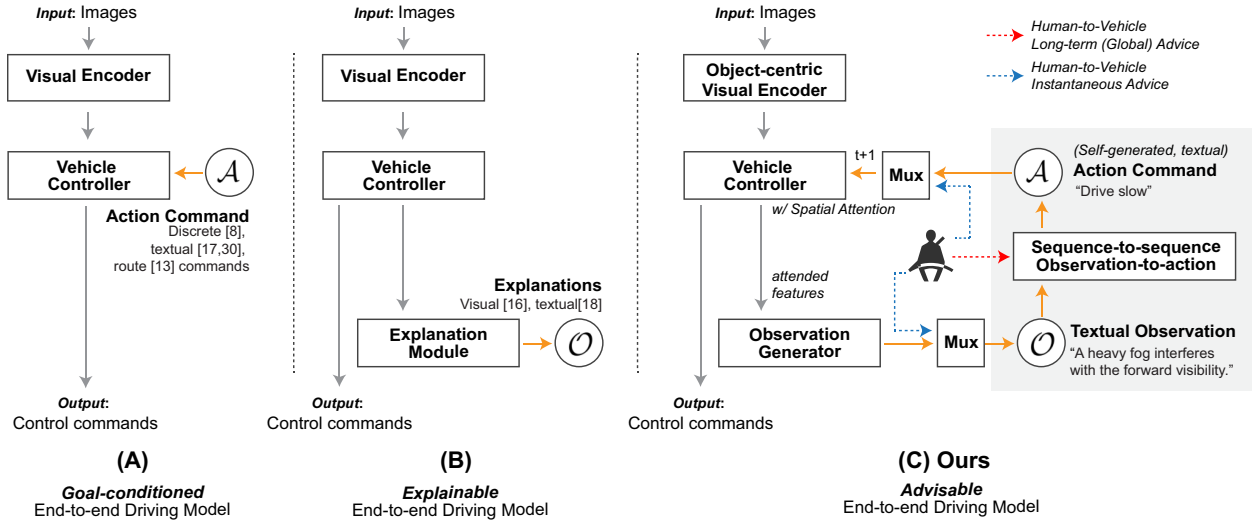 Input: Images
Visual Encoder
Vehicle
Controller
𝒜
Action Command
Discrete [8],
textual [17,30],
route [13] commands
Output:
Control commands
(A)
Goal-conditioned
End-to-end Driving Model
Input: Images
Visual Encoder
Vehicle
Controller
Explanations
Visual [16], textual[18]
Explanation
Module
𝒪
Output:
Control commands
(B)
Explainable
End-to-end Driving Model
Input: Images
Object-centric
Visual Encoder
Human-to-Vehicle
Long-term (Global) Advice
Human-to-Vehicle
Instantaneous Advice
Vehicle
Controller
w/ Spatial Attention
t+1
Mux
𝒜
(Self-generated, textual)
Action Command
“Drive slow”
Sequence-to-sequence
Observation-to-action
attended
features
Observation
Generator
Mux
𝒪
Textual Observation
“A heavy fog interferes
with the forward visibility.”
Output:
Control commands
(C) Ours
Advisable
End-to-end Driving Model